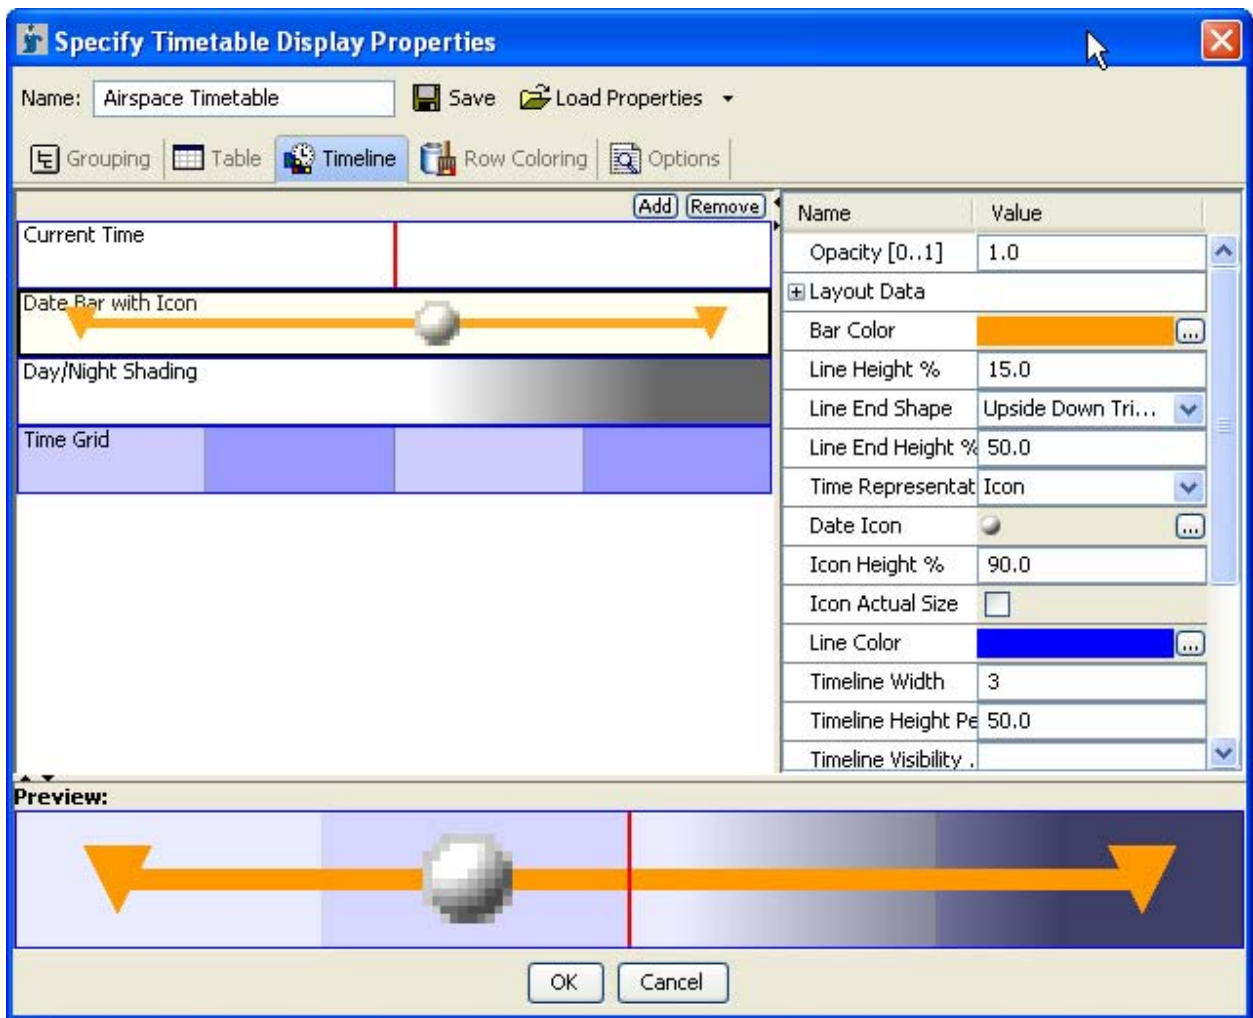 Specify Timetable Display Properties
Name: Airspace Timetable Save Load Properties
Grouping Table Timeline Row Coloring Options
Add Remove
Current Time
Date Bar with Icon
Day/Night Shading
Time Grid
Name Value
Opacity [0..1] 1.0
Layout Data
Bar Color ...
Line Height % 15.0
Line End Shape Upside Down Tri...
Line End Height % 50.0
Time Representat Icon
Date Icon ...
Icon Height % 90.0
Icon Actual Size
Line Color ...
Timeline Width 3
Timeline Height Pe 50.0
Timeline Visibility .
Preview:
OK Cancel